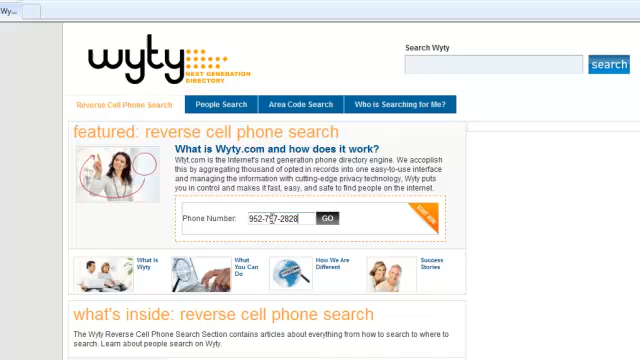 Wy...
wyty
NEXT GENERATION
DIRECTORY
Search Wyty
search
Reverse Cell Phone Search
People Search
Area Code Search
Who is Searching for Me?
featured: reverse cell phone search
What is Wyty.com and how does it work?
Wtyt.com is the Internet's next generation phone directory engine. We accomplish
this by aggregating thousands of opted in records into one easy-to-use interface
and managing the information with cutting-edge privacy technology, Wyty puts
you in control and makes it fast, easy, and safe to find people on the internet.
Phone Number:
GO
What Is
Wyty
What You
Can Do
How We Are
Different
Success
Stories
what's inside: reverse cell phone search
The Wyty Reverse Cell Phone Search Section contains articles about everything from how to search to where to
search. Learn about people search on Wyty.